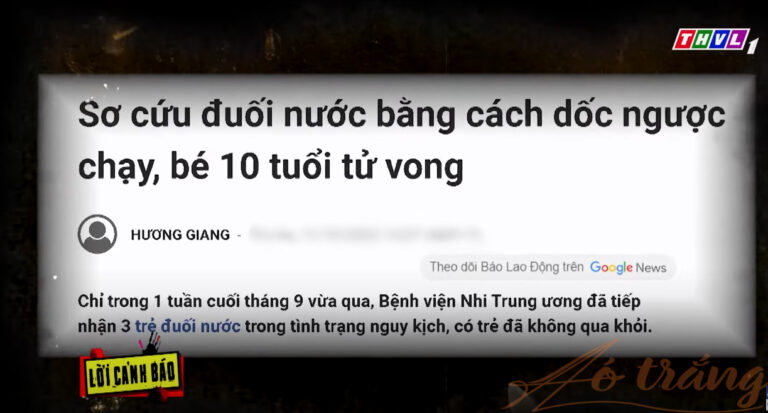 THVL1
Sơ cứu đuối nước bằng cách dốc ngược
chạy, bé 10 tuổi tử vong
HƯƠNG GIANG -
Theo dõi Báo Lao Động trên Google News
Chỉ trong 1 tuần cuối tháng 9 vừa qua, Bệnh viện Nhi Trung ương đã tiếp
nhận 3 trẻ đuối nước trong tình trạng nguy kịch, có trẻ đã không qua khỏi.
LỜI CẢNH BÁO
Áo trắng